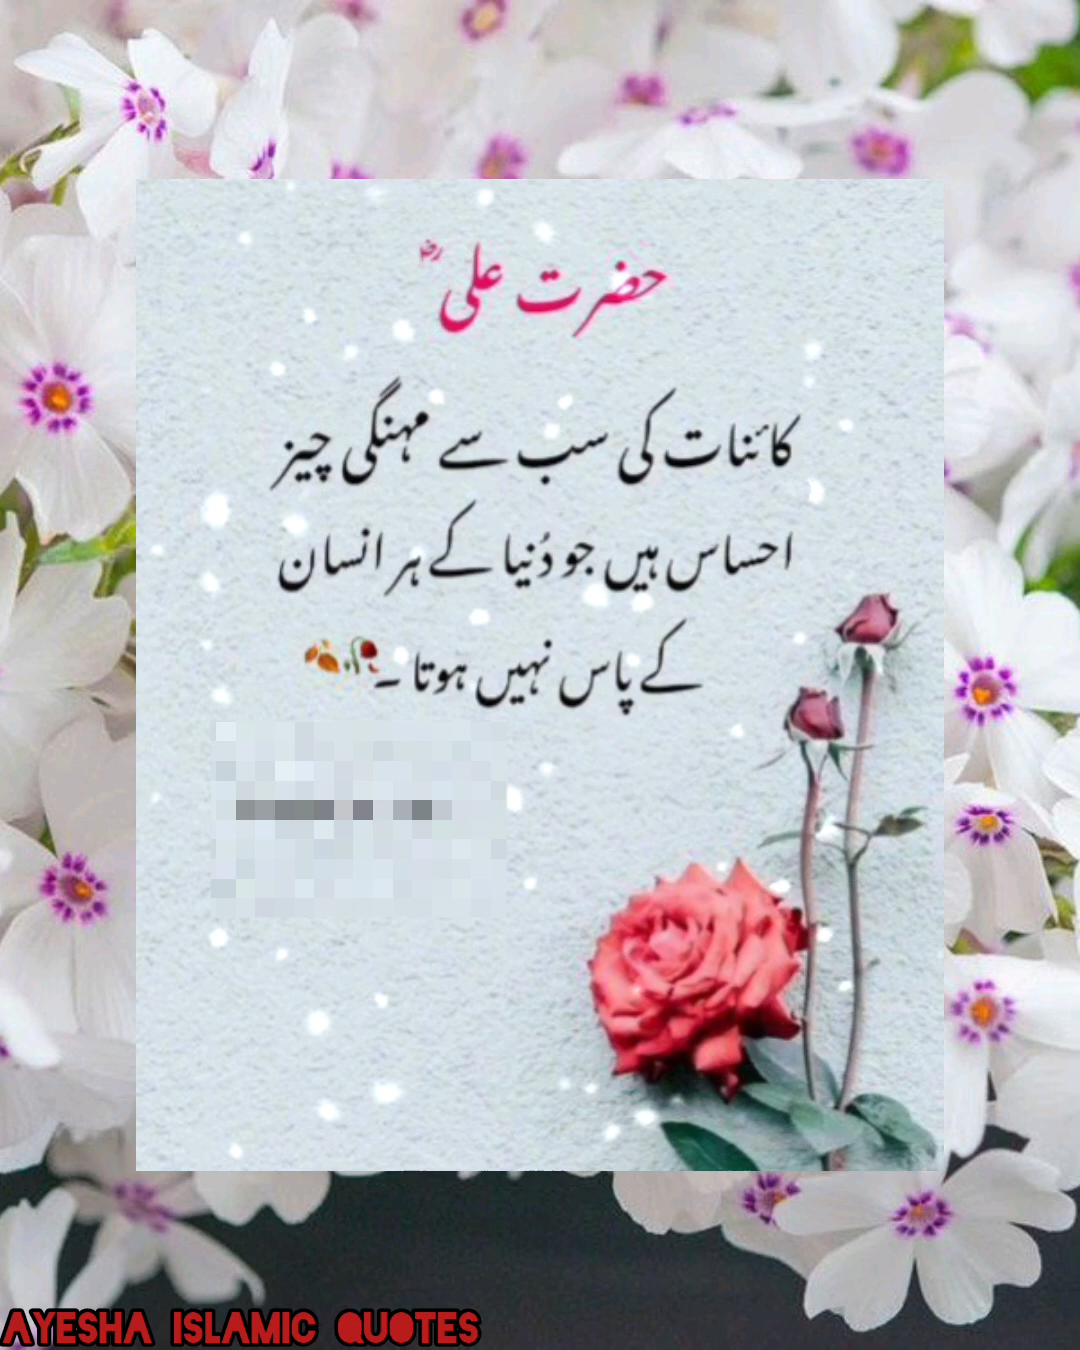 حضرت علی ؓ
کائنات کی سب سے مہنگی چیز
احساس ہیں جو دُنیا کے ہر انسان
کے پاس نہیں ہوتا ۔
AYESHA ISLAMIC QUOTES